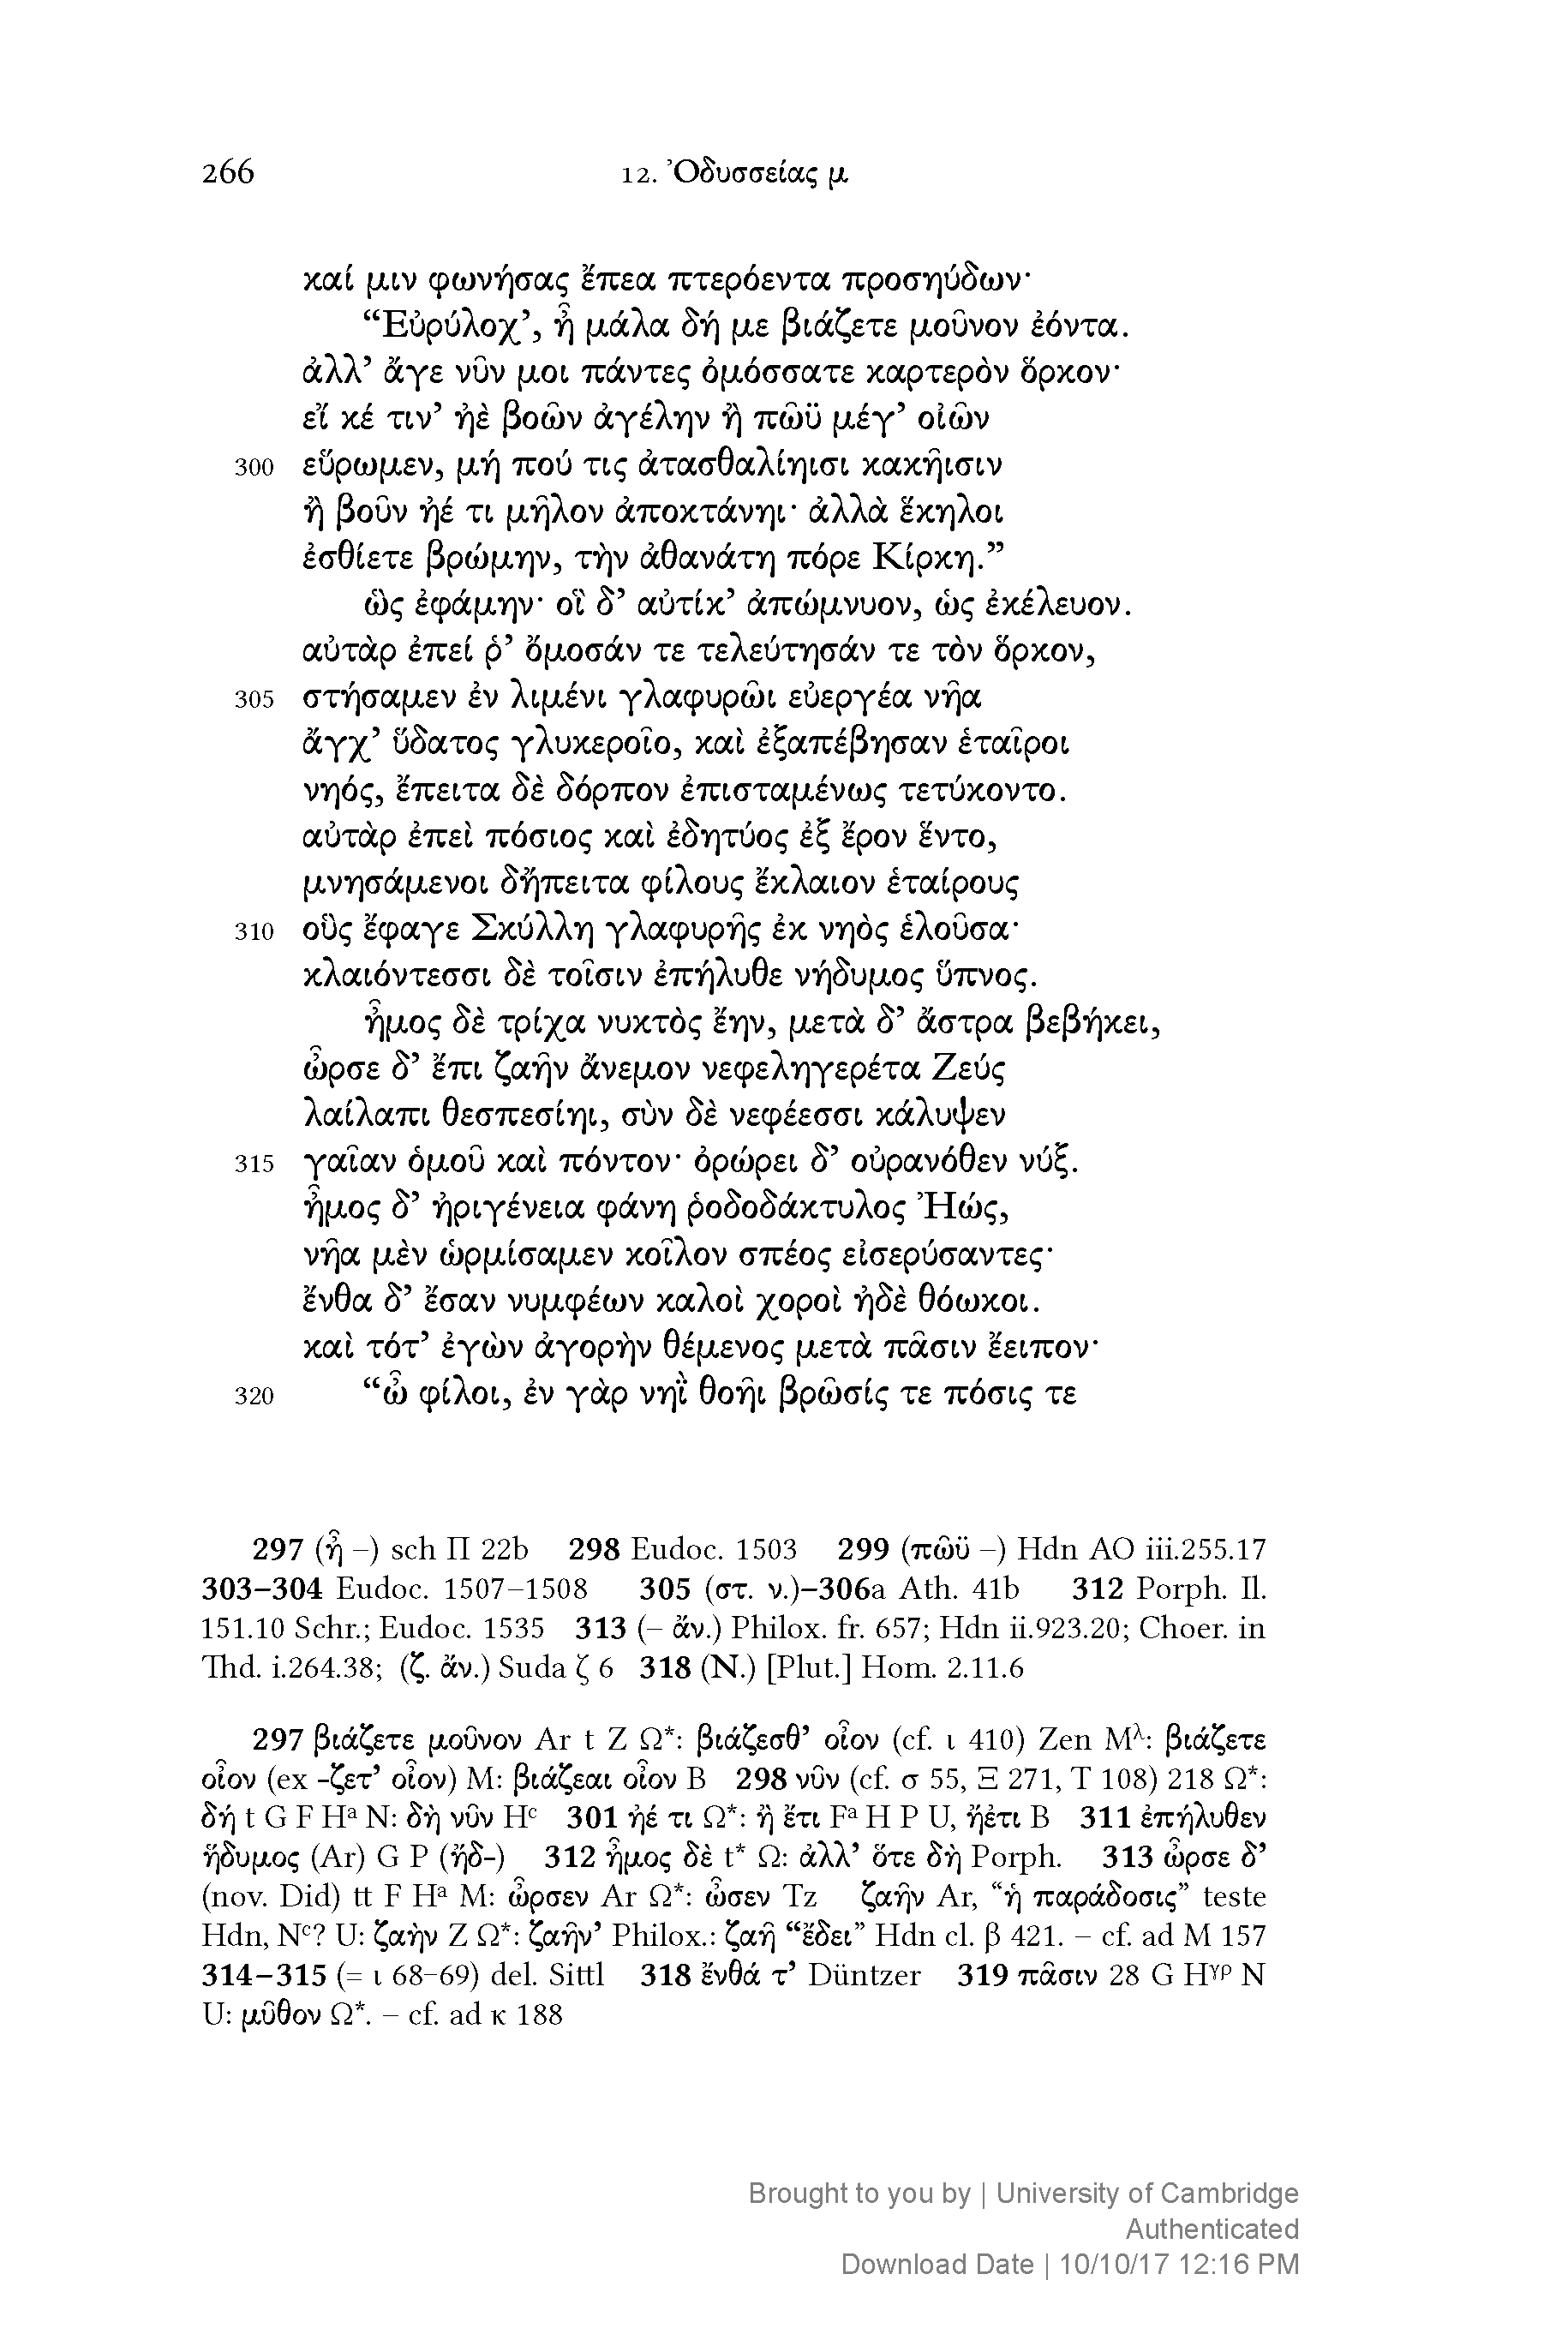 266 12. Ὀδυσσείας μ
καί μιν φωνήσας ἔπεα πτερόεντα προσηύδων·
“Εὐρύλοχ’, ἦ μάλα δή με βιάζετε μοῦνον ἐόντα.
ἀλλ’ ἄγε νῦν μοι πάντες ὀμόσσατε καρτερὸν ὅρκον·
εἴ κέ τιν’ ἠὲ βοῶν ἀγέλην ἢ πῶϋ μέγ’ οἰῶν
300 εὕρωμεν, μή πού τις ἀτασθαλίηισι κακῆισιν
ἢ βοῦν ἠέ τι μῆλον ἀποκτάνηι· ἀλλὰ ἕκηλοι
ἐσθίετε βρώμην, τὴν ἀθανάτη πόρε Κίρκη.”
ὣς ἐφάμην· οἳ δ’ αὐτίκ’ ἀπώμνυον, ὡς ἐκέλευον.
αὐτὰρ ἐπεί ῥ’ ὄμοσάν τε τελεύτησάν τε τὸν ὅρκον,
305 στήσαμεν ἐν λιμένι γλαφυρῶι εὐεργέα νῆα
ἄγχ’ ὕδατος γλυκεροῖο, καὶ ἐξαπέβησαν ἑταῖροι
νηός, ἔπειτα δὲ δόρπον ἐπισταμένως τετύκοντο.
αὐτὰρ ἐπεὶ πόσιος καὶ ἐδητύος ἐξ ἔρον ἕντο,
μνησάμενοι δἤπειτα φίλους ἔκλαιον ἑταίρους
310 οὓς ἔφαγε Σκύλλη γλαφυρῆς ἐκ νηὸς ἑλοῦσα·
κλαιόντεσσι δὲ τοῖσιν ἐπήλυθε νήδυμος ὕπνος.
ἦμος δὲ τρίχα νυκτὸς ἔην, μετὰ δ’ ἄστρα βεβήκει,
ὦρσε δ’ ἔπι ζαῆν ἄνεμον νεφεληγερέτα Ζεύς
λαίλαπι θεσπεσίηι, σὺν δὲ νεφέεσσι κάλυψεν
315 γαῖαν ὁμοῦ καὶ πόντον· ὀρώρει δ’ οὐρανόθεν νύξ.
ἦμος δ’ ἠριγένεια φάνη ῥοδοδάκτυλος Ἠώς,
νῆα μὲν ὡρμίσαμεν κοῖλον σπέος εἰσερύσαντες·
ἔνθα δ’ ἔσαν νυμφέων καλοὶ χοροὶ ἠδὲ θόωκοι.
καὶ τότ’ ἐγὼν ἀγορὴν θέμενος μετὰ πᾶσιν ἔειπον·
320 “ὦ φίλοι, ἐν γὰρ νηῒ θοῆι βρῶσίς τε πόσις τε
297 (ἦ –) sch Π 22b 298 Eudoc. 1503 299 (πῶϋ –) Hdn AO iii.255.17
303–304 Eudoc. 1507–1508 305 (στ. ν.)–306a Ath. 41b 312 Porph. Il.
151.10 Schr.; Eudoc. 1535 313 (– ἄν.) Philox. fr. 657; Hdn ii.923.20; Choer. in
Thd. i.264.38; (ζ. ἄν.) Suda ζ 6 318 (Ν.) [Plut.] Hom. 2.11.6
297 βιάζετε μοῦνον Ar t Z Ω*: βιάζεσθ’ οἶον (cf. ι 410) Zen Mλ: βιάζετε
οἶον (ex -ζετ’ οἶον) M: βιάζεαι οἶον B 298 νῦν (cf. σ 55, Ξ 271, Τ 108) 218 Ω*:
δή t G F Hᵃ N: δὴ νῦν Hᶜ 301 ἠέ τι Ω*: ἢ ἔτι Fᵃ H P U, ἤέτι B 311 ἐπήλυθεν
ἥδυμος (Ar) G P (ἤδ-) 312 ἦμος δὲ t* Ω: ἀλλ’ ὅτε δὴ Porph. 313 ὦρσε δ’
(nov. Did) tt F Hᵃ M: ὦρσεν Ar Ω*: ὦσεν Tz ζαῆν Ar, “ἡ παράδοσις” teste
Hdn, Nᶜ? U: ζαὴν Z Ω*: ζαῆν’ Philox.: ζαῆ “ἔδει” Hdn cl. β 421. – cf. ad M 157
314–315 (= ι 68–69) del. Sittl 318 ἔνθά τ’ Düntzer 319 πᾶσιν 28 G Hγρ N
U: μῦθον Ω*. – cf. ad κ 188
Brought to you by | University of Cambridge
Authenticated
Download Date | 10/10/17 12:16 PM